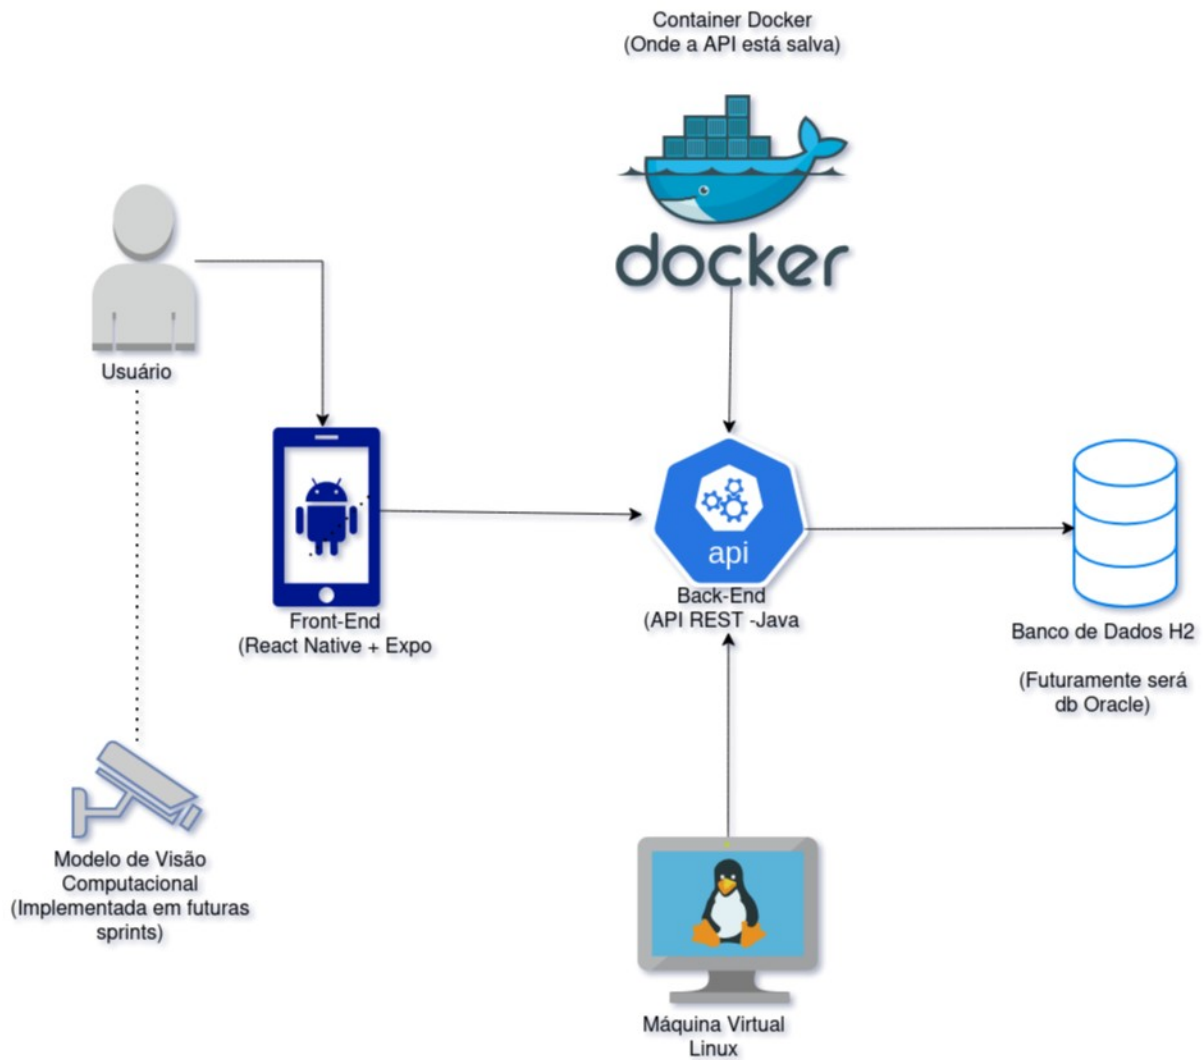 Container Docker
(Onde a API está salva)
docker
Usuário
api
Front-End
(React Native + Expo
Back-End
(API REST -Java
Banco de Dados H2
(Futuramente será
db Oracle)
Modelo de Visão
Computacional
(Implementada em futuras
sprints)
Máquina Virtual
Linux